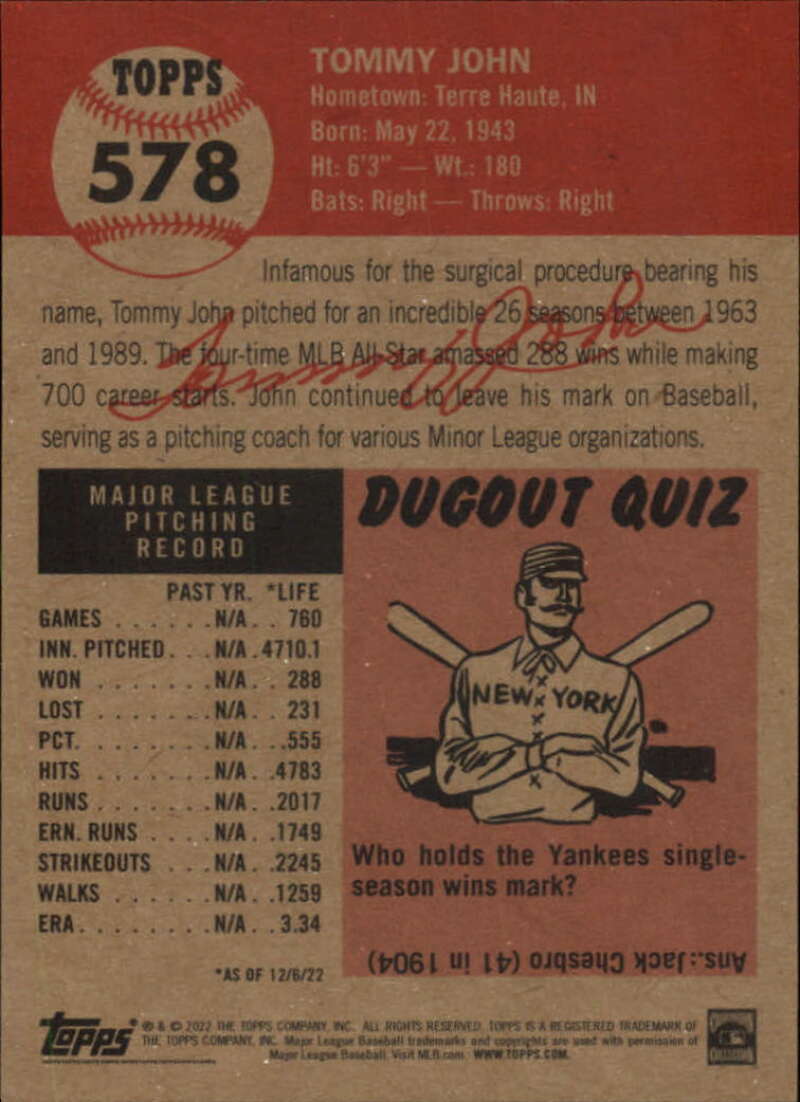 TOPPS
578
TOMMY JOHN
Hometown: Terre Haute, IN
Born: May 22, 1943
Ht: 6'3" — Wt.: 180
Bats: Right — Throws: Right
Infamous for the surgical procedure bearing his
name, Tommy John pitched for an incredible 26 seasons between 1963
and 1989. The four-time MLB All-Star amassed 288 wins while making
700 career starts. John continued to leave his mark on Baseball,
serving as a pitching coach for various Minor League organizations.
Tommy John
MAJOR LEAGUE
PITCHING
RECORD
PAST YR. *LIFE
GAMES . . . . . . N/A . . 760
INN. PITCHED . . . N/A . 4710.1
WON . . . . . . . N/A . . 288
LOST . . . . . . . N/A . . 231
PCT. . . . . . . . N/A . . .555
HITS . . . . . . . N/A . . 4783
RUNS . . . . . . . N/A . . 2017
ERN. RUNS . . . . N/A . . 1749
STRIKEOUTS . . . N/A . . 2245
WALKS . . . . . . N/A . . 1259
ERA . . . . . . . . N/A . . 3.34
*AS OF 12/6/22
DUGOUT QUIZ
NEW YORK
Who holds the Yankees single-
season wins mark?
Ans.:Jack Chesbro (41 in 1904)
Topps
® & © 2022 THE TOPPS COMPANY, INC. ALL RIGHTS RESERVED. TOPPS IS A REGISTERED TRADEMARK OF
THE TOPPS COMPANY, INC. Major League Baseball trademarks and copyrights are used with permission of
Major League Baseball. Visit MLB.com WWW.TOPPS.COM